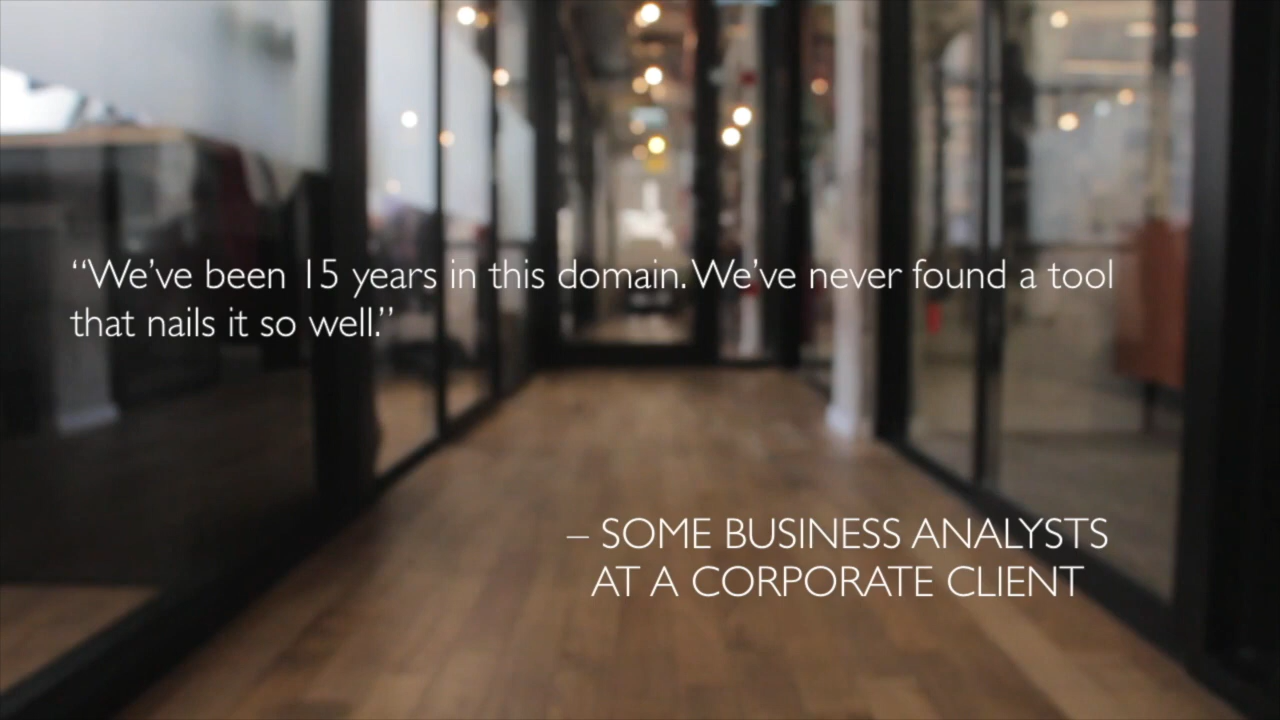 “We’ve been 15 years in this domain. We’ve never found a tool
that nails it so well.”
– SOME BUSINESS ANALYSTS
AT A CORPORATE CLIENT